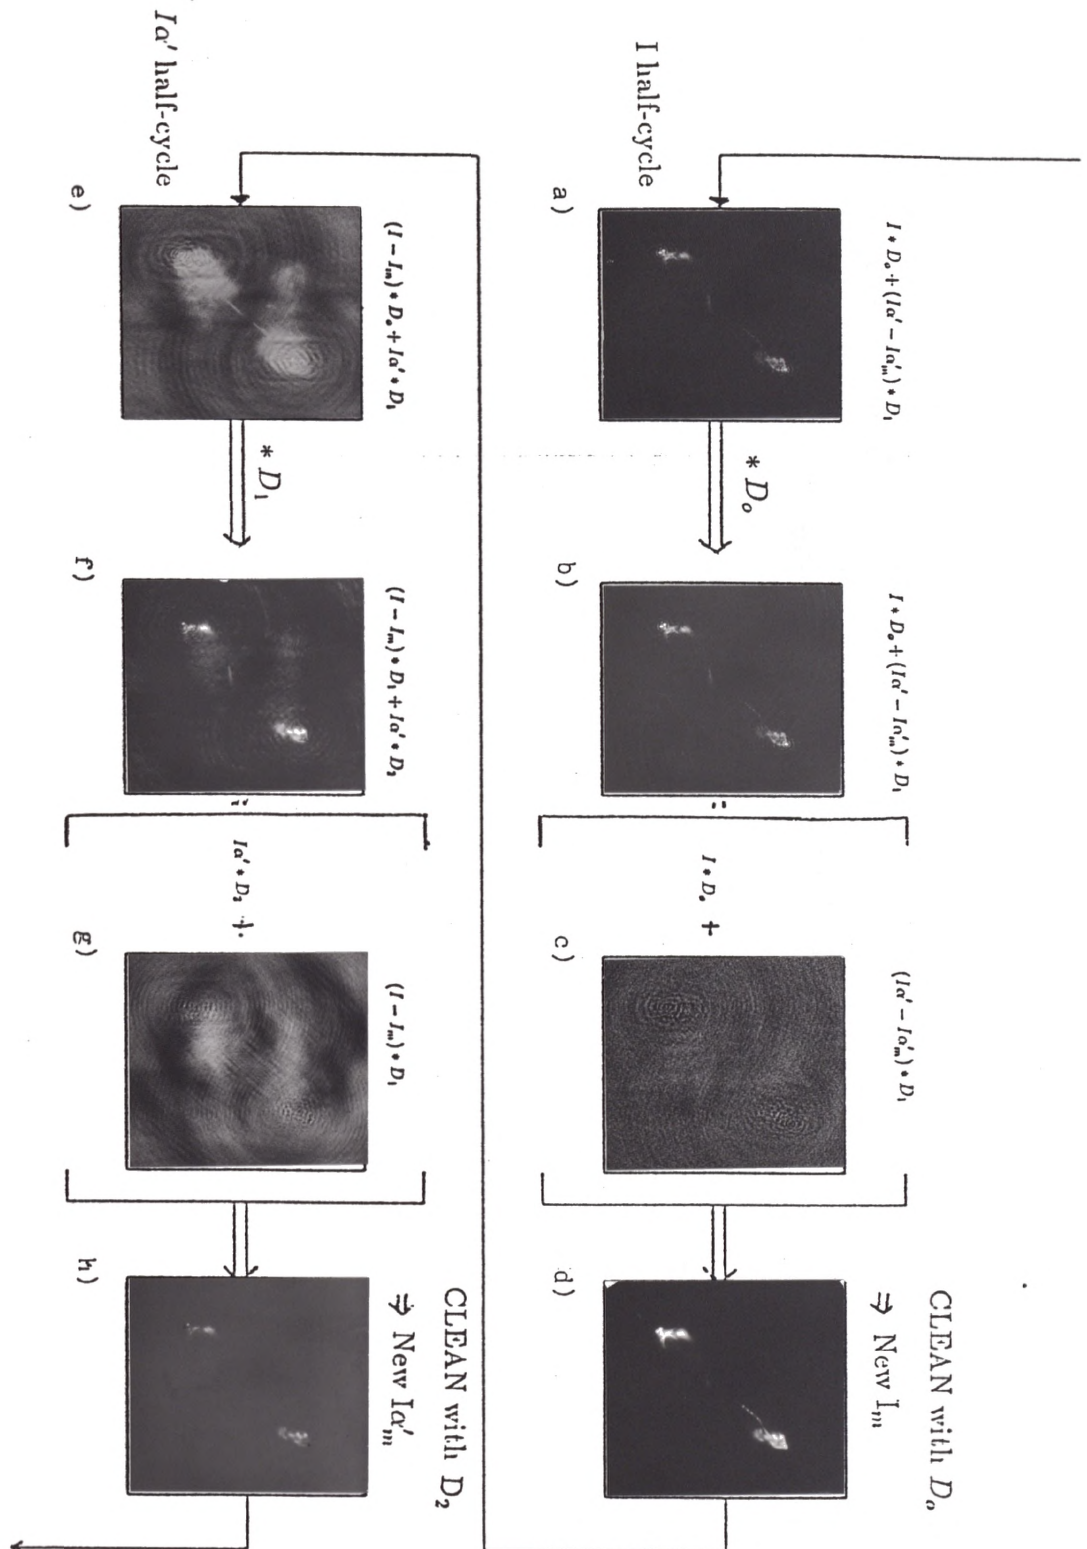 I half-cycle
a)
I * D₀ + (Iα′ − Iα′ₘ) * D₁
* D₀
b)
I * D₀ + (Iα′ − Iα′ₘ) * D₁
=
I * D₀ +
c)
(Iα′ − Iα′ₘ) * D₁
d)
CLEAN with D₀
⇒ New Iₘ
Iα′ half-cycle
e)
(I − Iₘ) * D₀ + Iα′ * D₁
* D₁
f)
(I − Iₘ) * D₁ + Iα′ * D₂
=
Iα′ * D₂ +
g)
(I − Iₘ) * D₁
h)
CLEAN with D₂
⇒ New Iα′ₘ